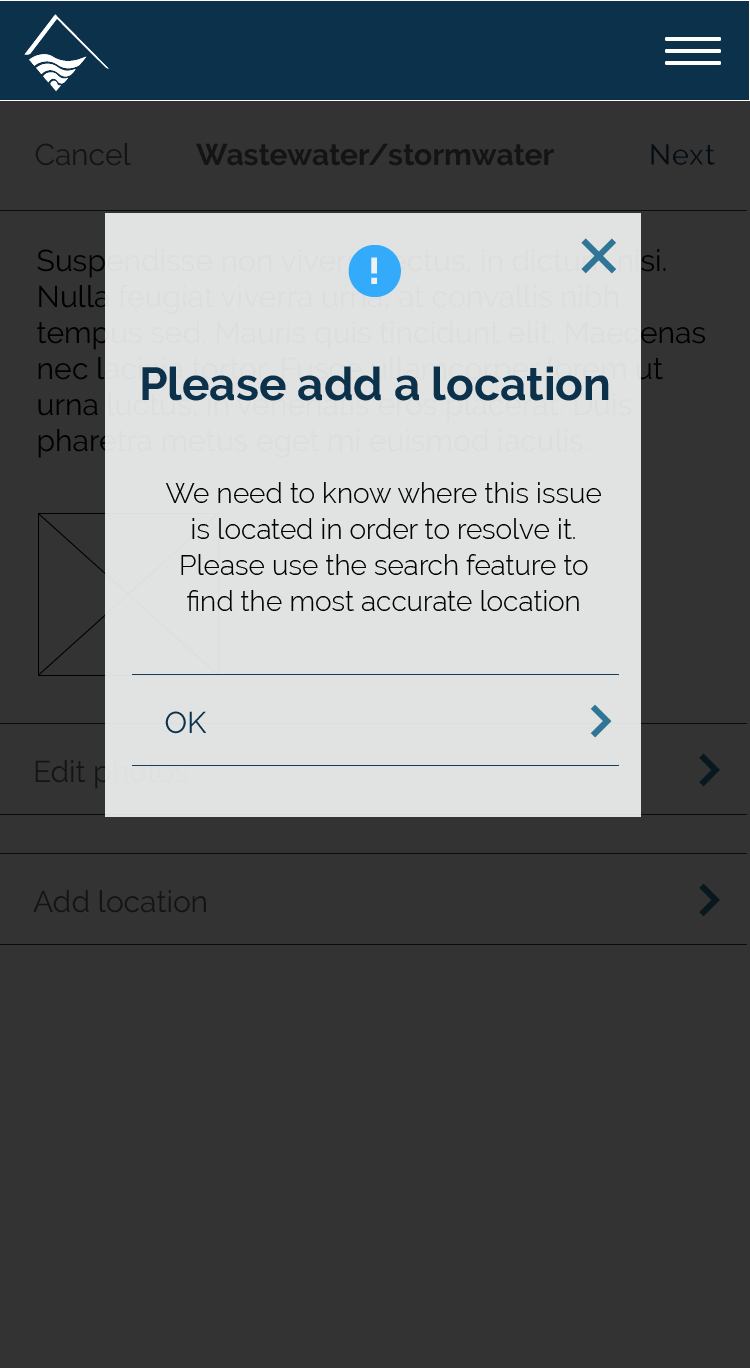 Cancel Wastewater/stormwater Next
Suspendisse non viverra lectus, in dictum nisi.
Nulla feugiat viverra urna, at convallis nibh
tempus sed. Mauris quis tincidunt elit. Maecenas
nec lacinia tortor. Fusce ullamcorper lorem ut
urna luctus, in venenatis eros placerat. Duis
pharetra metus eget mi euismod iaculis.
!
Please add a location
We need to know where this issue
is located in order to resolve it.
Please use the search feature to
find the most accurate location
OK
Edit photos
Add location